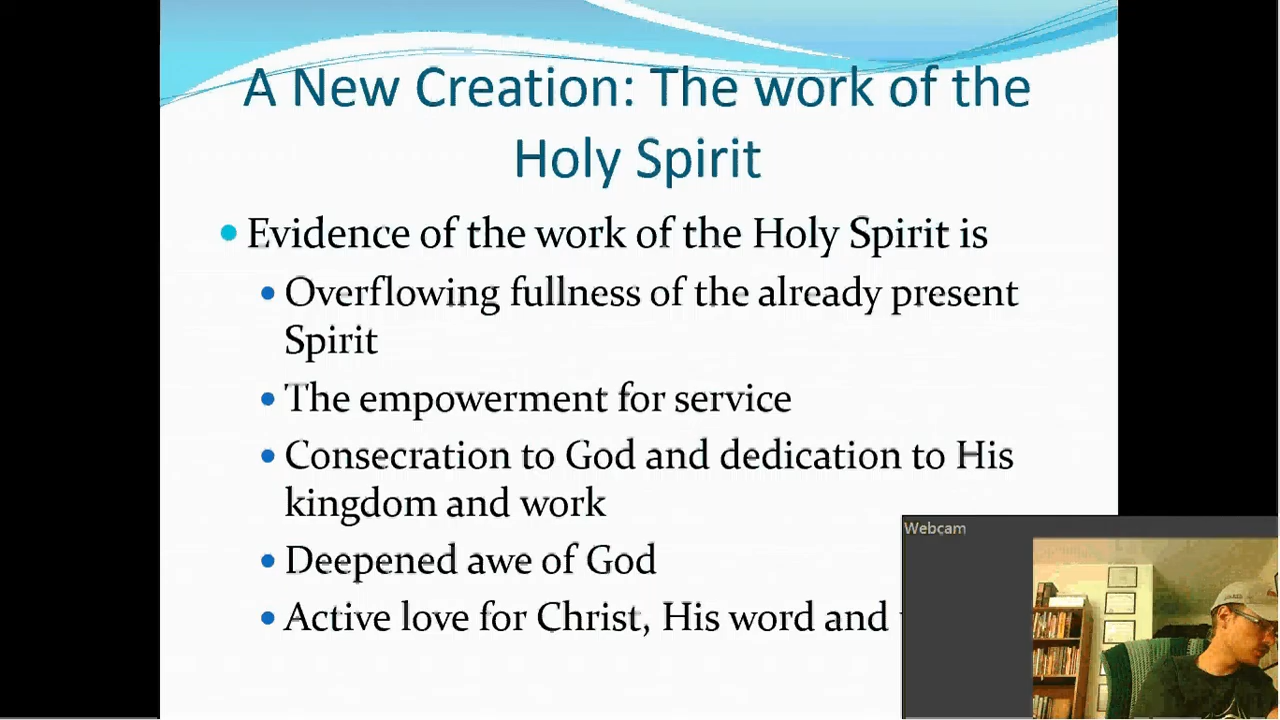 A New Creation: The work of the
Holy Spirit
Evidence of the work of the Holy Spirit is
Overflowing fullness of the already present
Spirit
The empowerment for service
Consecration to God and dedication to His
kingdom and work
Deepened awe of God
Active love for Christ, His word and
Webcam